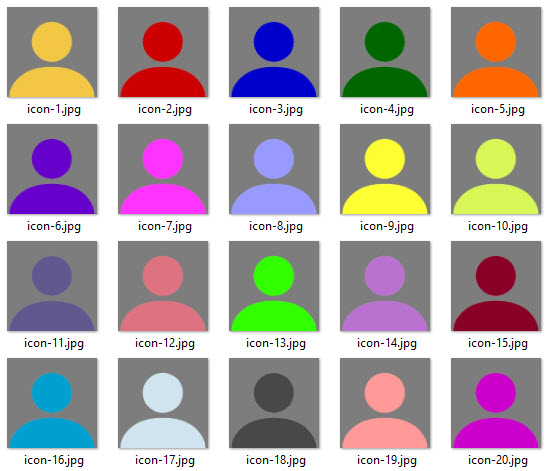 icon-1.jpg icon-2.jpg icon-3.jpg icon-4.jpg icon-5.jpg
icon-6.jpg icon-7.jpg icon-8.jpg icon-9.jpg icon-10.jpg
icon-11.jpg icon-12.jpg icon-13.jpg icon-14.jpg icon-15.jpg
icon-16.jpg icon-17.jpg icon-18.jpg icon-19.jpg icon-20.jpg